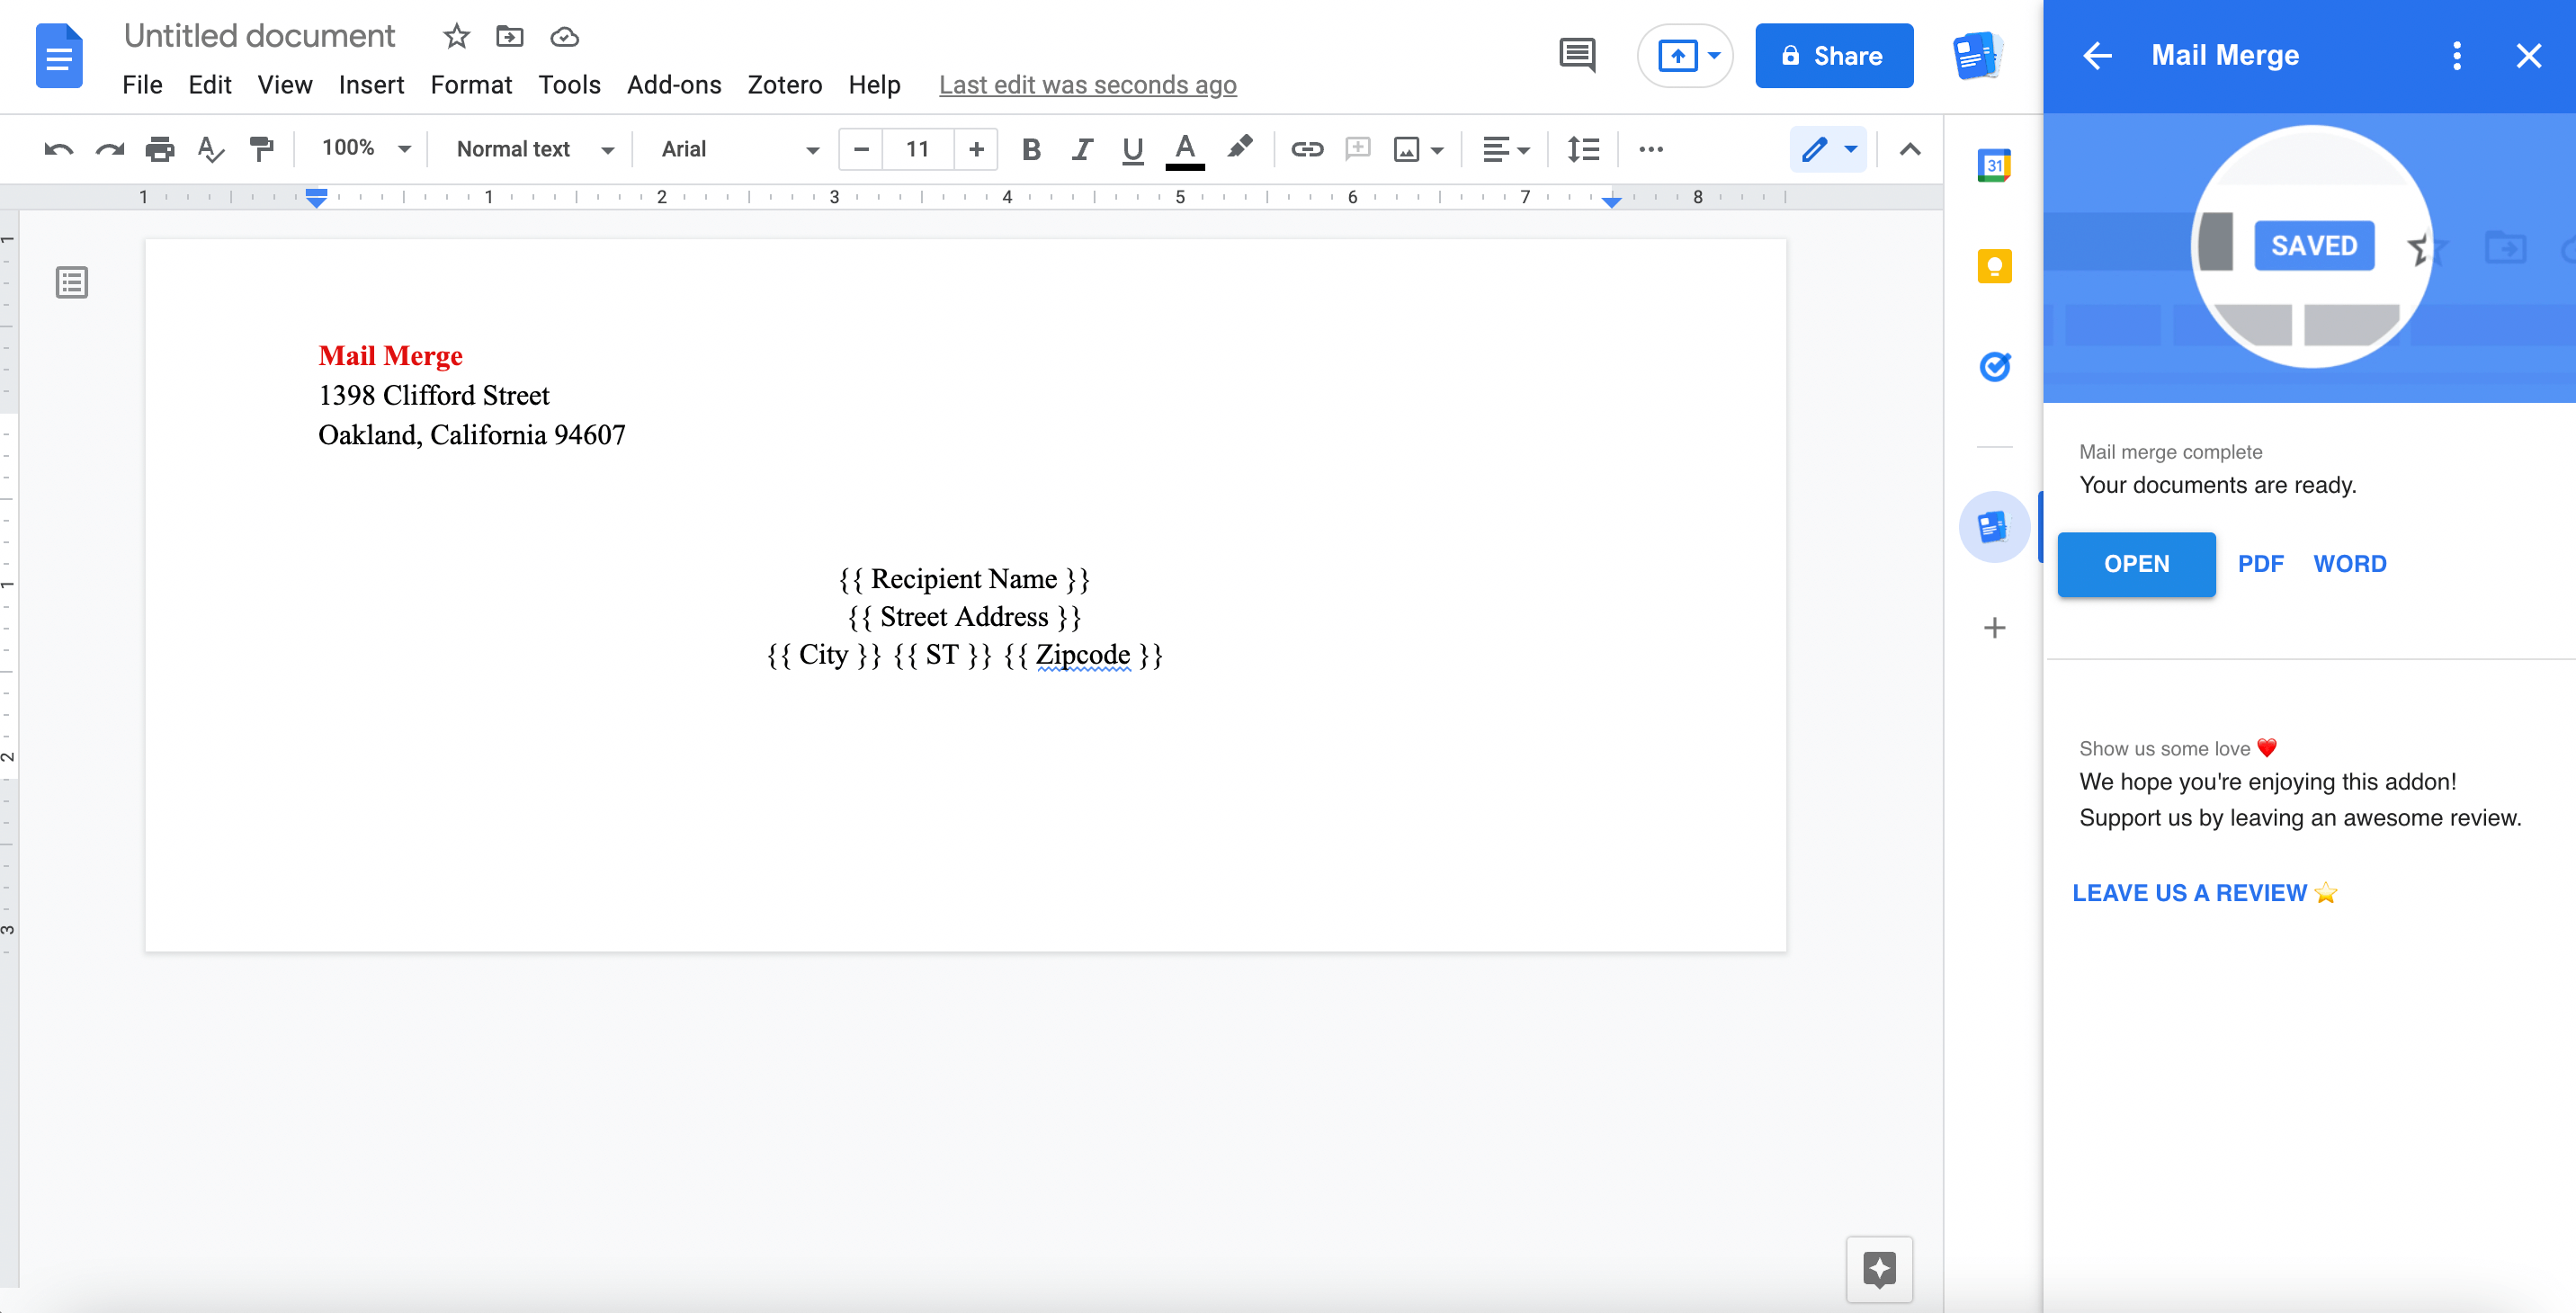 Untitled document
File Edit View Insert Format Tools Add-ons Zotero Help Last edit was seconds ago
Share
Mail Merge
100% Normal text Arial 11 B I U A
31
1 1 2 3 4 5 6 7 8
SAVED
1
1
2
3
Mail Merge
1398 Clifford Street
Oakland, California 94607
{{ Recipient Name }}
{{ Street Address }}
{{ City }} {{ ST }} {{ Zipcode }}
Mail merge complete
Your documents are ready.
OPEN PDF WORD
Show us some love ❤️
We hope you're enjoying this addon!
Support us by leaving an awesome review.
LEAVE US A REVIEW ⭐